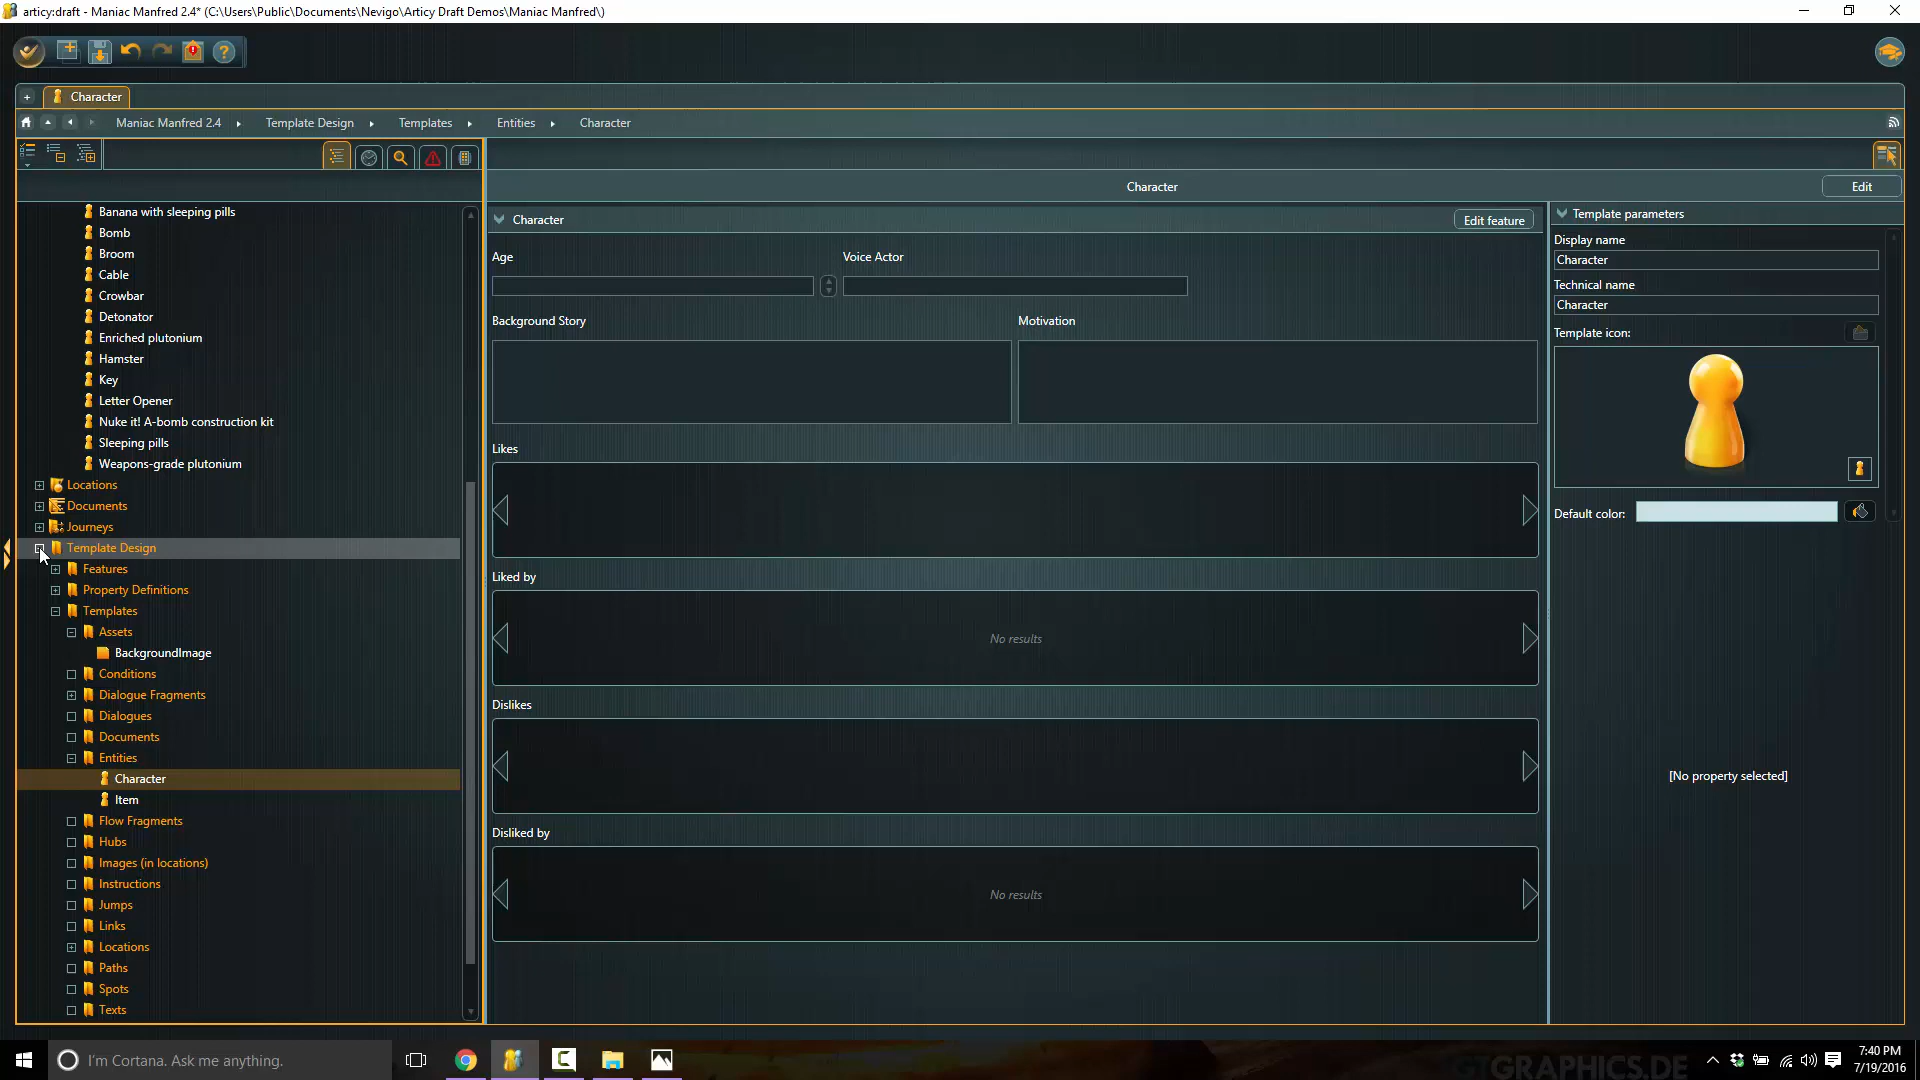 articy:draft - Maniac Manfred 2.4* (C:\Users\Public\Documents\Nevigo\Articy Draft Demos\Maniac Manfred\)
Character
Maniac Manfred 2.4 Template Design Templates Entities Character
Character
Edit
Banana with sleeping pills
Bomb
Broom
Cable
Crowbar
Detonator
Enriched plutonium
Hamster
Key
Letter Opener
Nuke it! A-bomb construction kit
Sleeping pills
Weapons-grade plutonium
Locations
Documents
Journeys
Template Design
Features
Property Definitions
Templates
Assets
BackgroundImage
Conditions
Dialogue Fragments
Dialogues
Documents
Entities
Character
Item
Flow Fragments
Hubs
Images (in locations)
Instructions
Jumps
Links
Locations
Paths
Spots
Texts
Character
Edit feature
Age
Voice Actor
Background Story
Motivation
Likes
Liked by
No results
Dislikes
Disliked by
No results
Template parameters
Display name
Character
Technical name
Character
Template icon:
Default color:
[No property selected]
I'm Cortana. Ask me anything.
GTGRAPHICS.DE
7:40 PM
7/19/2016